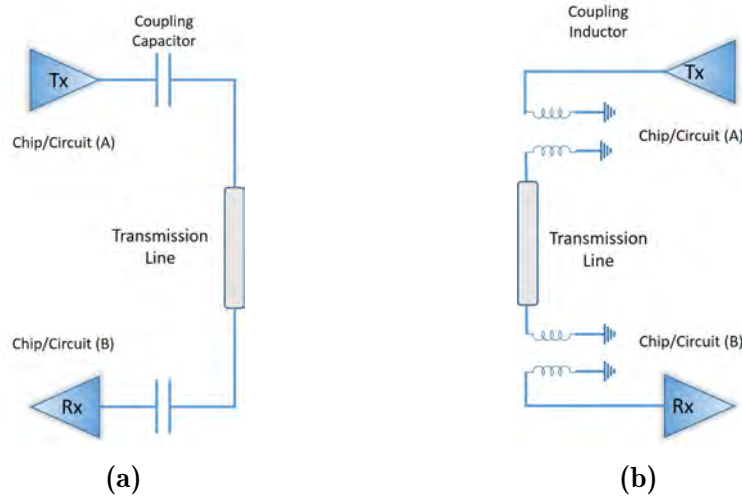 Coupling
Capacitor
Tx
Chip/Circuit (A)
Transmission
Line
Chip/Circuit (B)
Rx
(a)
Coupling
Inductor
Tx
Chip/Circuit (A)
Transmission
Line
Chip/Circuit (B)
Rx
(b)